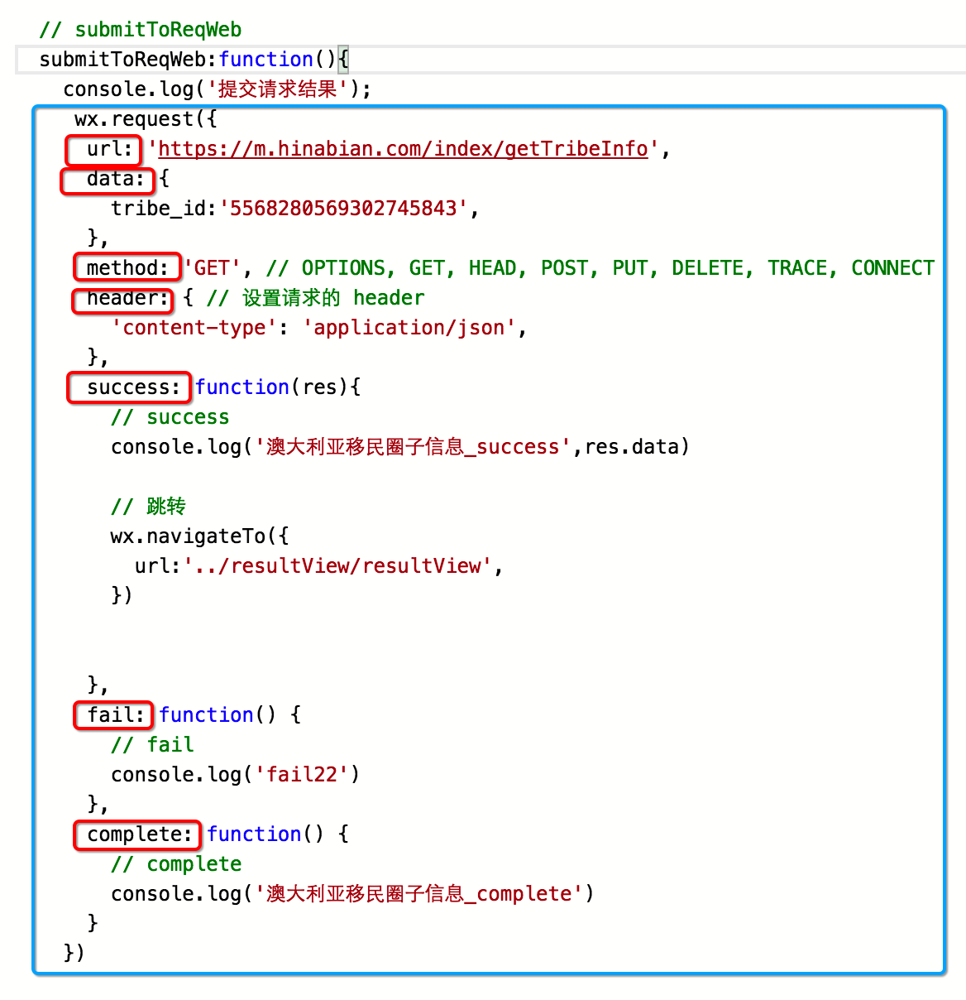 // submitToReqWeb
submitToReqWeb:function(){
console.log('提交请求结果');
wx.request({
url: 'https://m.hinabian.com/index/getTribeInfo',
data: {
tribe_id:'5568280569302745843',
},
method: 'GET', // OPTIONS, GET, HEAD, POST, PUT, DELETE, TRACE, CONNECT
header: { // 设置请求的 header
'content-type': 'application/json',
},
success: function(res){
// success
console.log('澳大利亚移民圈子信息_success',res.data)
// 跳转
wx.navigateTo({
url:'../resultView/resultView',
})
},
fail: function() {
// fail
console.log('fail22')
},
complete: function() {
// complete
console.log('澳大利亚移民圈子信息_complete')
}
})